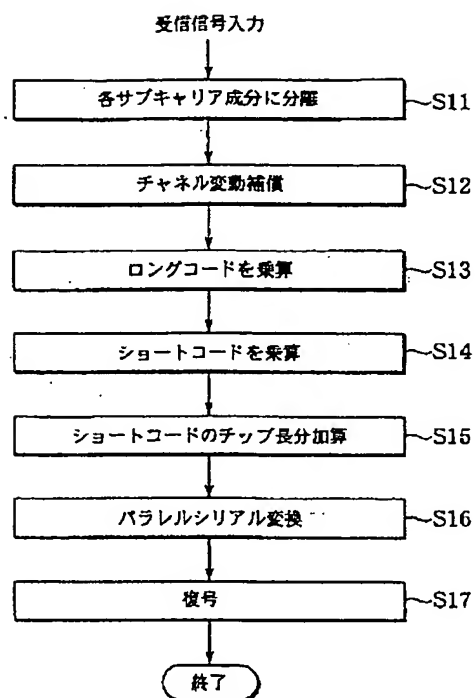 受信信号入力
各サブキャリア成分に分離
S11
チャネル変動補償
S12
ロングコードを乗算
S13
ショートコードを乗算
S14
ショートコードのチップ長分加算
S15
パラレルシリアル変換
S16
復号
S17
終了